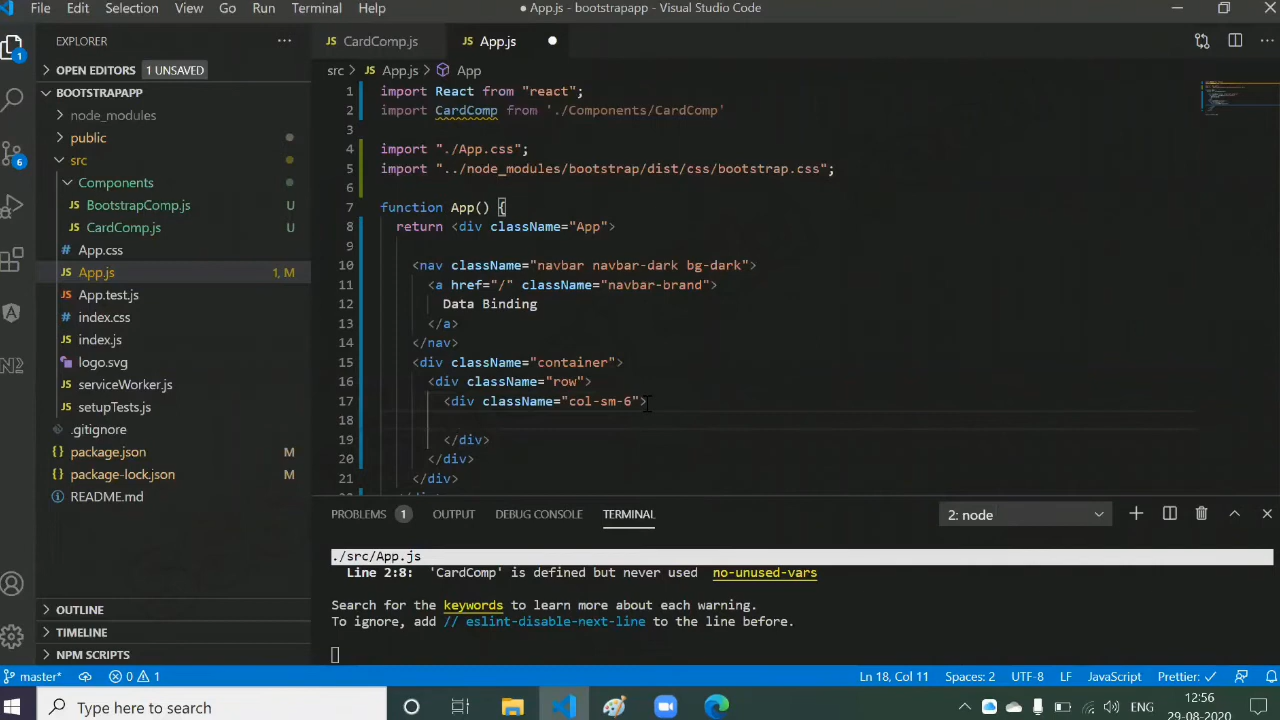 File Edit Selection View Go Run Terminal Help
● App.js - bootstrapapp - Visual Studio Code
EXPLORER
OPEN EDITORS 1 UNSAVED
BOOTSTRAPAPP
node_modules
public
src
Components
BootstrapComp.js U
CardComp.js U
App.css
App.js 1, M
App.test.js
index.css
index.js
logo.svg
serviceWorker.js
setupTests.js
.gitignore
package.json M
package-lock.json M
README.md
OUTLINE
TIMELINE
NPM SCRIPTS
1
6
JS CardComp.js JS App.js
src > JS App.js > App
1 import React from "react";
2 import CardComp from './Components/CardComp'
3
4 import "./App.css";
5 import "../node_modules/bootstrap/dist/css/bootstrap.css";
6
7 function App() {
8 return <div className="App">
9
10 <nav className="navbar navbar-dark bg-dark">
11 <a href="/" className="navbar-brand">
12 Data Binding
13 </a>
14 </nav>
15 <div className="container">
16 <div className="row">
17 <div className="col-sm-6">
18
19 </div>
20 </div>
21 </div>
PROBLEMS 1 OUTPUT DEBUG CONSOLE TERMINAL 2: node
./src/App.js
Line 2:8: 'CardComp' is defined but never used no-unused-vars
Search for the keywords to learn more about each warning.
To ignore, add // eslint-disable-next-line to the line before.
master* 0 1 Ln 18, Col 11 Spaces: 2 UTF-8 LF JavaScript Prettier: ✓
Type here to search
ENG
12:56
29-08-2020